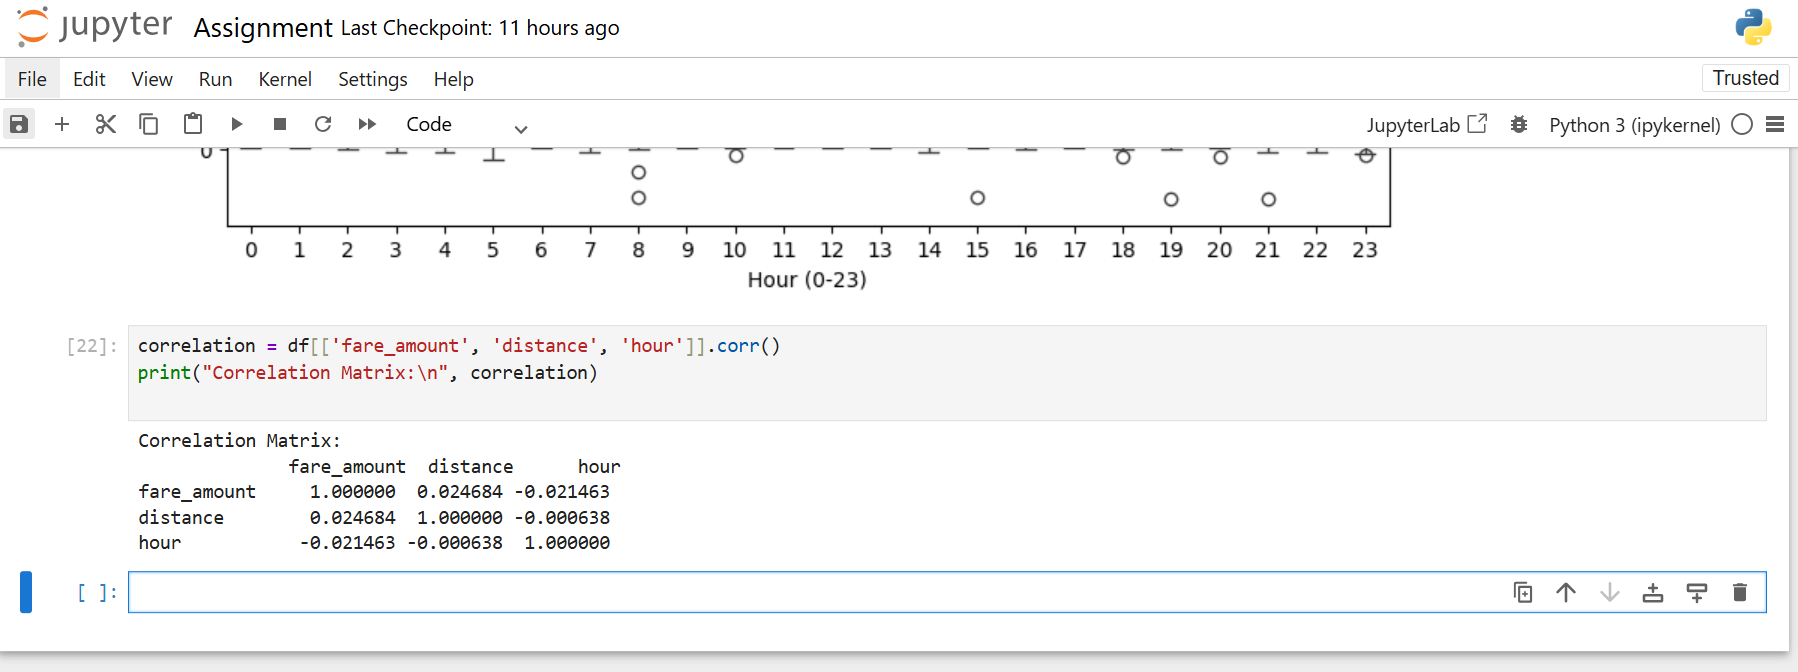 jupyter Assignment Last Checkpoint: 11 hours ago
File Edit View Run Kernel Settings Help Trusted
Code JupyterLab Python 3 (ipykernel)
0
0 1 2 3 4 5 6 7 8 9 10 11 12 13 14 15 16 17 18 19 20 21 22 23
Hour (0-23)
[22]: correlation = df[['fare_amount', 'distance', 'hour']].corr()
print("Correlation Matrix:\n", correlation)
Correlation Matrix:
fare_amount distance hour
fare_amount 1.000000 0.024684 -0.021463
distance 0.024684 1.000000 -0.000638
hour -0.021463 -0.000638 1.000000
[ ]: